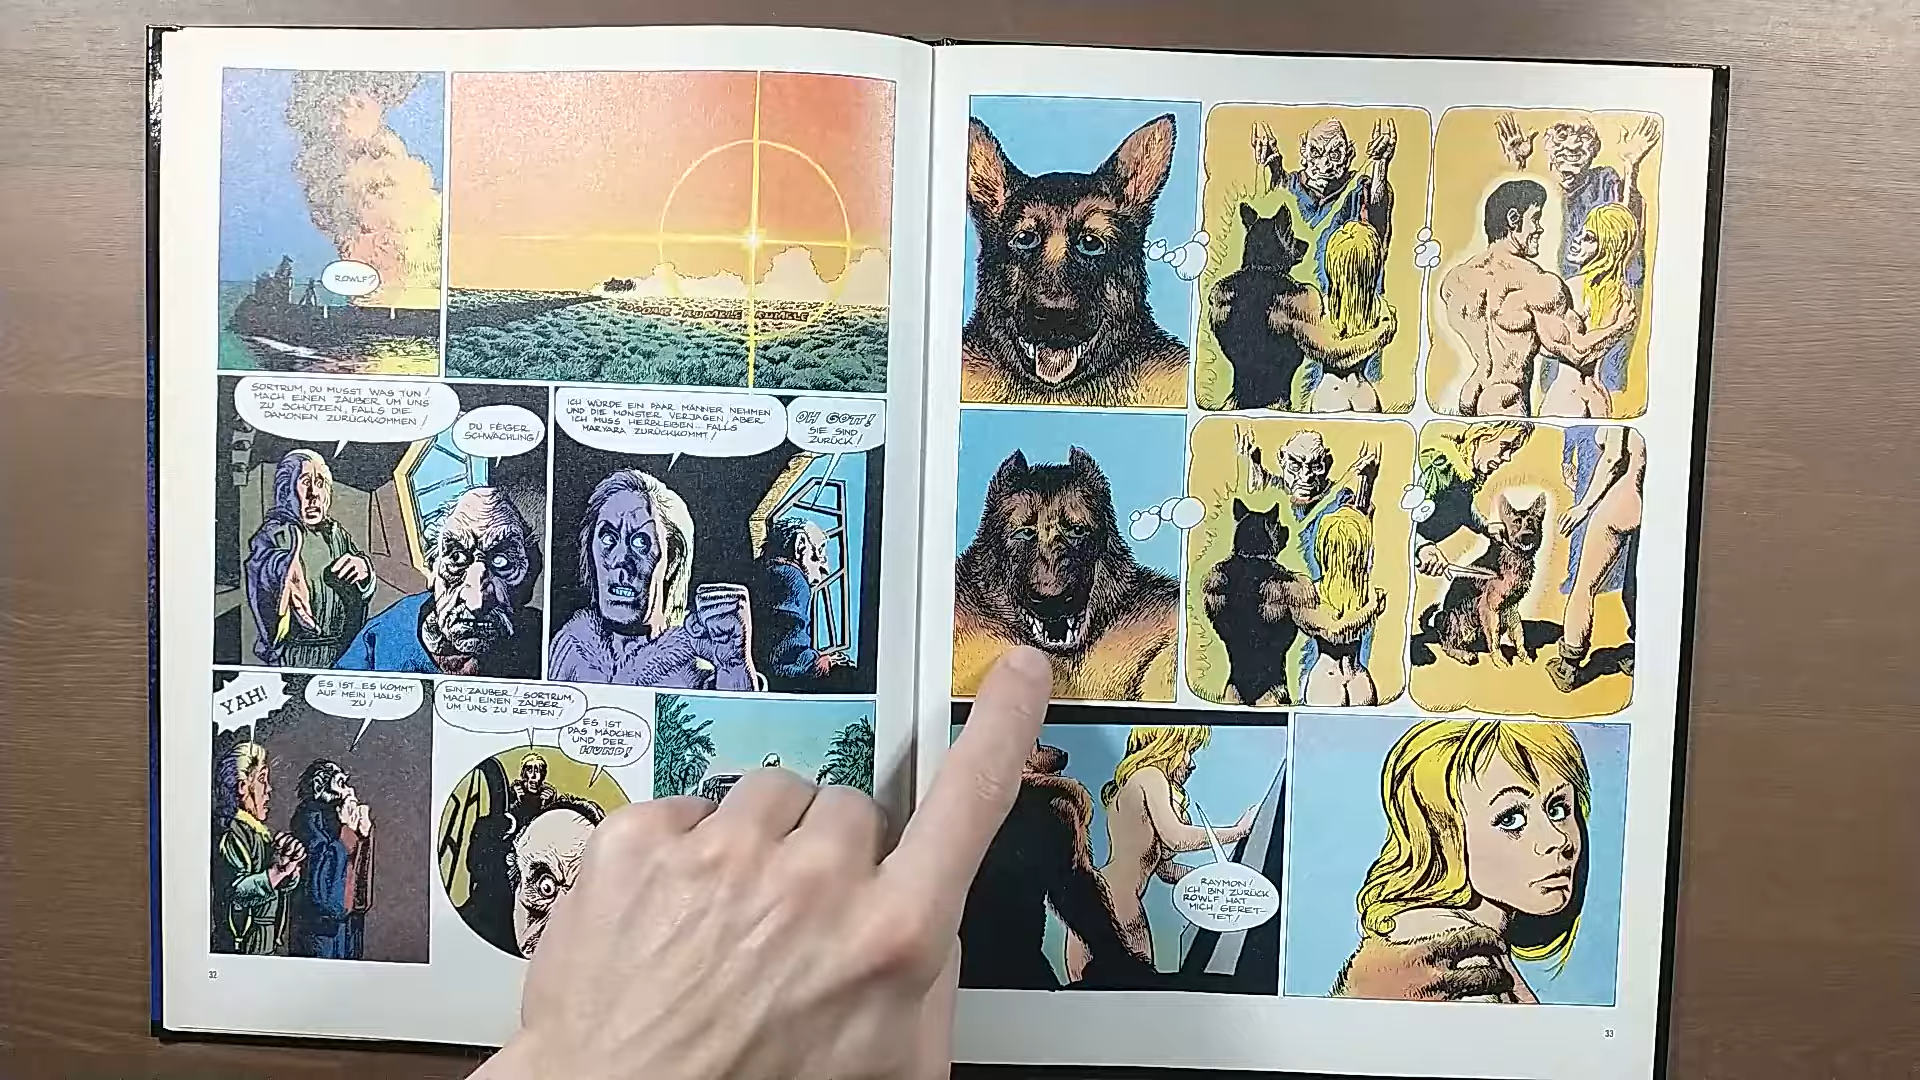 ROWLF?
ROOOARR - RUMBLE - RUMBLE
SORTRUM, DU MUSST WAS TUN!
MACH EINEN ZAUBER UM UNS
ZU SCHÜTZEN, FALLS DIE
DÄMONEN ZURÜCKKOMMEN!
DU FEIGER
SCHWÄCHLING!
ICH WÜRDE EIN PAAR MÄNNER NEHMEN
UND DIE MONSTER VERJAGEN, ABER
ICH MUSS HIERBLEIBEN... FALLS
MARYARA ZURÜCKKOMMT!
OH GOTT!
SIE SIND
ZURÜCK!
YAH!
ES IST...ES KOMMT
AUF MEIN HAUS
ZU!
EIN ZAUBER! SORTRUM,
MACH EINEN ZAUBER,
UM UNS ZU RETTEN!
ES IST
DAS MÄDCHEN
UND DER
HUND!
32
RAYMON!
ICH BIN ZURÜCK
ROWLF HAT
MICH GERET-
TET!
33